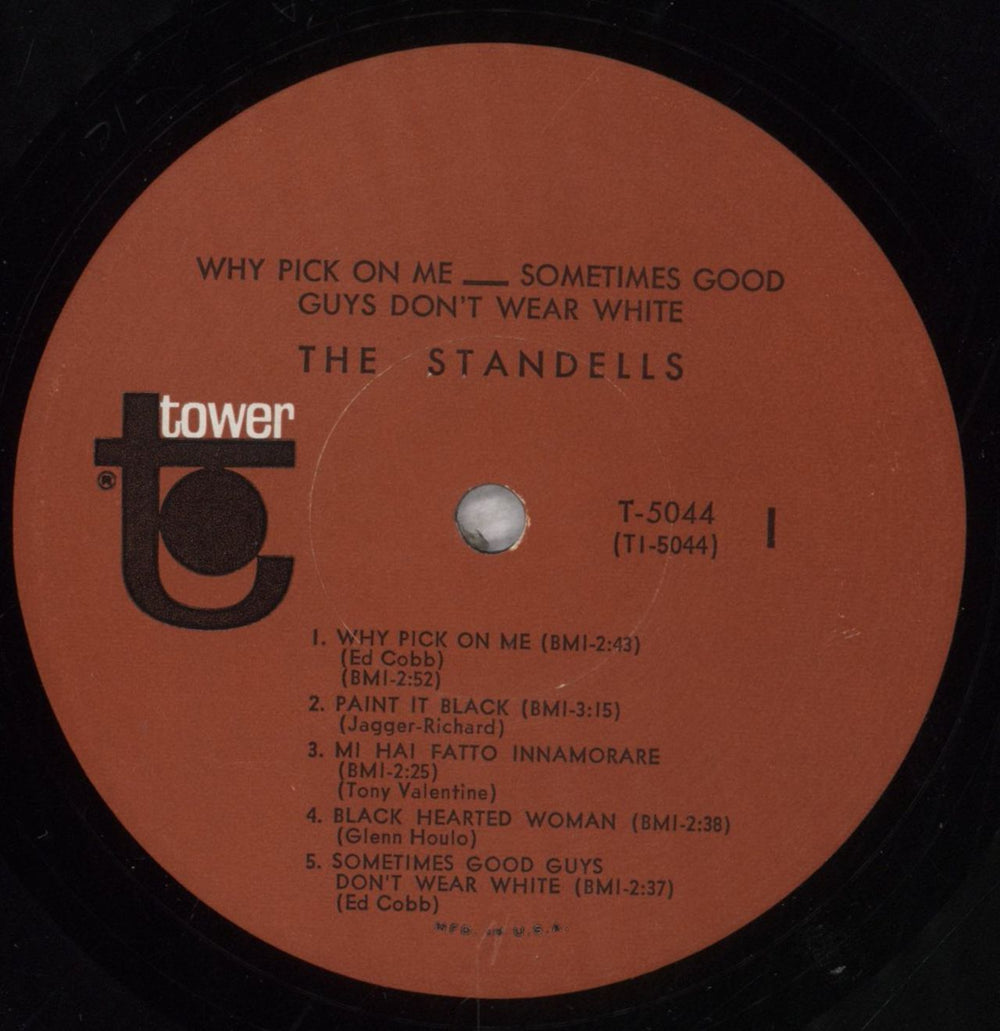 WHY PICK ON ME — SOMETIMES GOOD
GUYS DON'T WEAR WHITE
THE STANDELLS
tower
®
T-5044
(T1-5044)
1
1. WHY PICK ON ME (BMI-2:43)
(Ed Cobb)
(BMI-2:52)
2. PAINT IT BLACK (BMI-3:15)
(Jagger-Richard)
3. MI HAI FATTO INNAMORARE
(BMI-2:25)
(Tony Valentine)
4. BLACK HEARTED WOMAN (BMI-2:38)
(Glenn Houlo)
5. SOMETIMES GOOD GUYS
DON'T WEAR WHITE (BMI-2:37)
(Ed Cobb)
MFD. IN U.S.A.